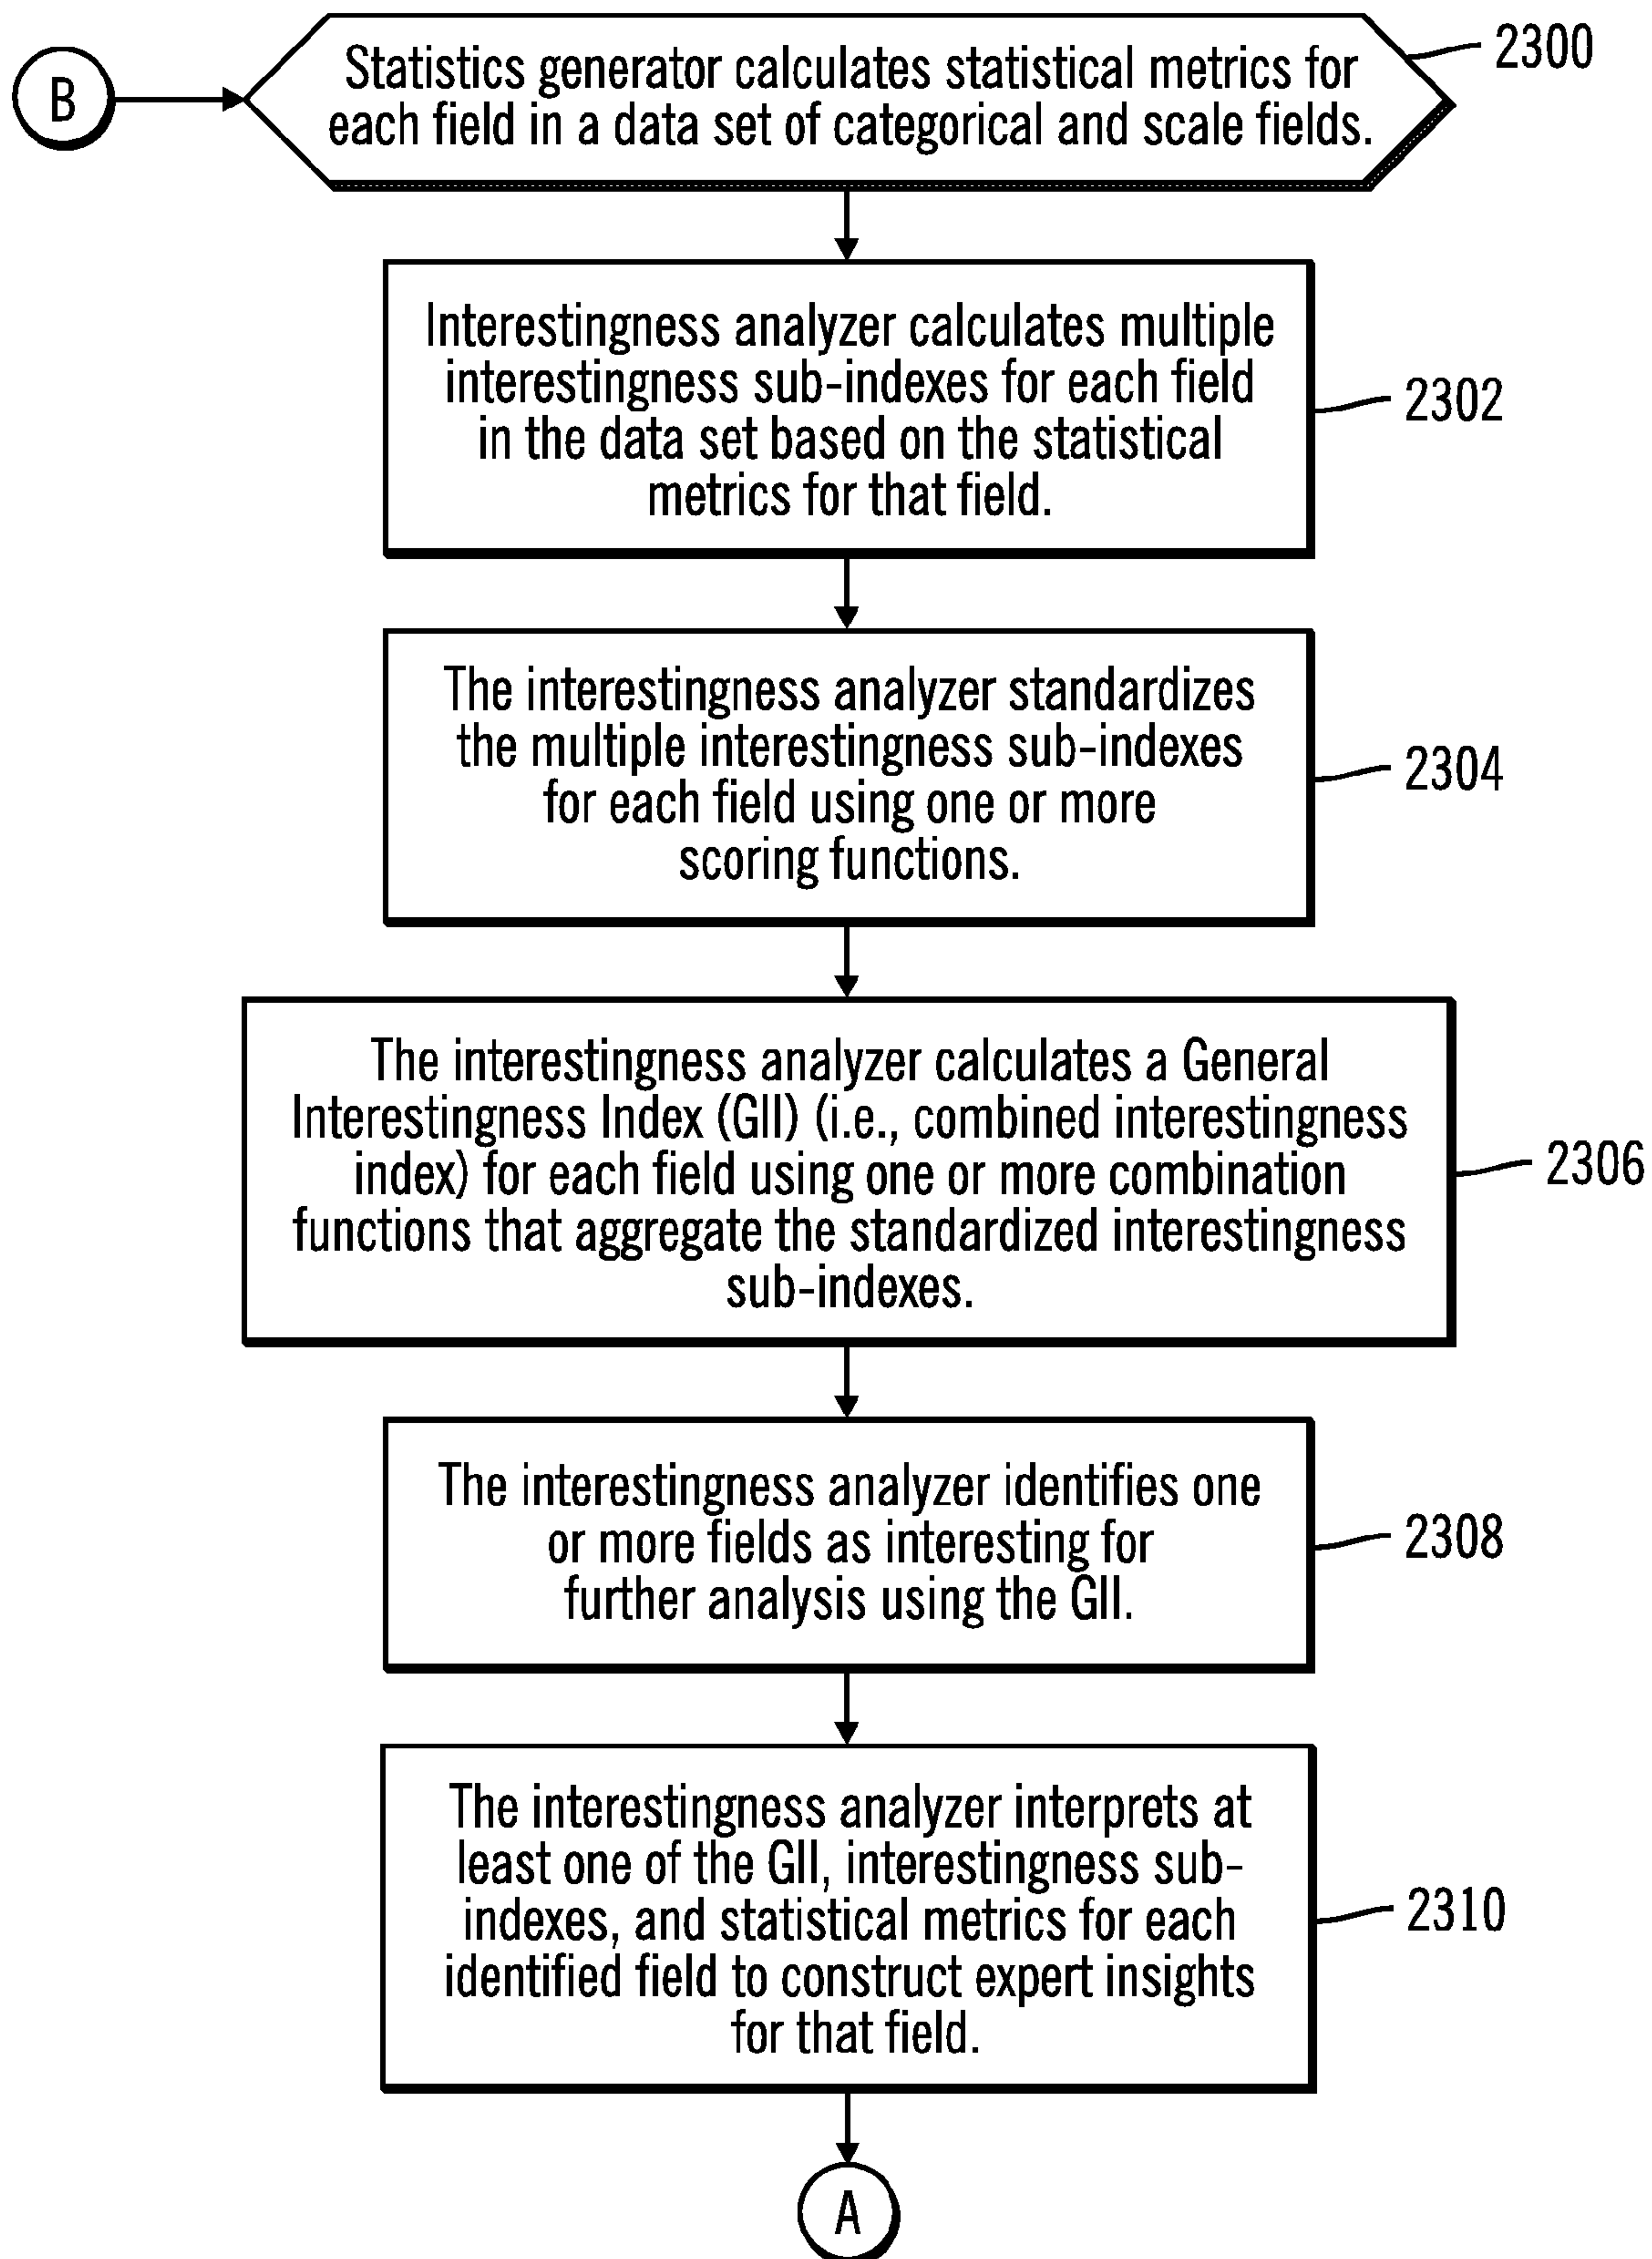 B
Statistics generator calculates statistical metrics for
each field in a data set of categorical and scale fields.
2300
Interestingness analyzer calculates multiple
interestingness sub-indexes for each field
in the data set based on the statistical
metrics for that field.
2302
The interestingness analyzer standardizes
the multiple interestingness sub-indexes
for each field using one or more
scoring functions.
2304
The interestingness analyzer calculates a General
Interestingness Index (GII) (i.e., combined interestingness
index) for each field using one or more combination
functions that aggregate the standardized interestingness
sub-indexes.
2306
The interestingness analyzer identifies one
or more fields as interesting for
further analysis using the GII.
2308
The interestingness analyzer interprets at
least one of the GII, interestingness sub-
indexes, and statistical metrics for each
identified field to construct expert insights
for that field.
2310
A